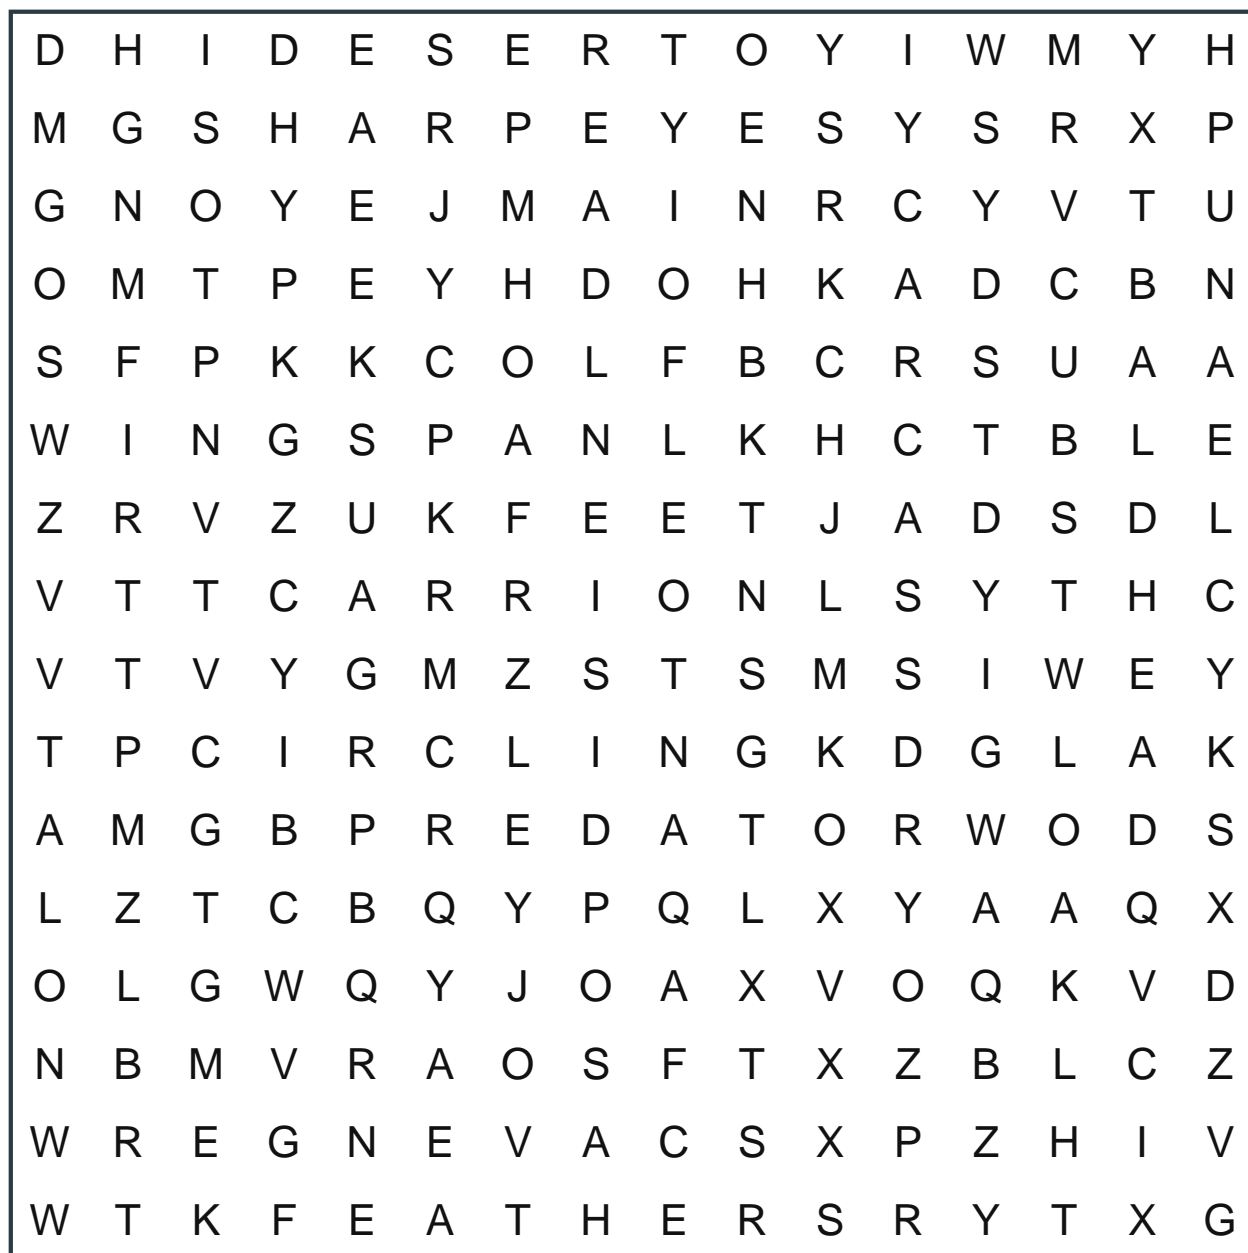 D H I D E S E R T O Y I W M Y H
M G S H A R P E Y E S Y S R X P
G N O Y E J M A I N R C Y V T U
O M T P E Y H D O H K A D C B N
S F P K K C O L F B C R S U A A
W I N G S P A N L K H C T B L E
Z R V Z U K F E E T J A D S D L
V T T C A R R I O N L S Y T H C
V T V Y G M Z S T S M S I W E Y
T P C I R C L I N G K D G L A K
A M G B P R E D A T O R W O D S
L Z T C B Q Y P Q L X Y A A Q X
O L G W Q Y J O A X V O Q K V D
N B M V R A O S F T X Z B L C Z
W R E G N E V A C S X P Z H I V
W T K F E A T H E R S R Y T X G